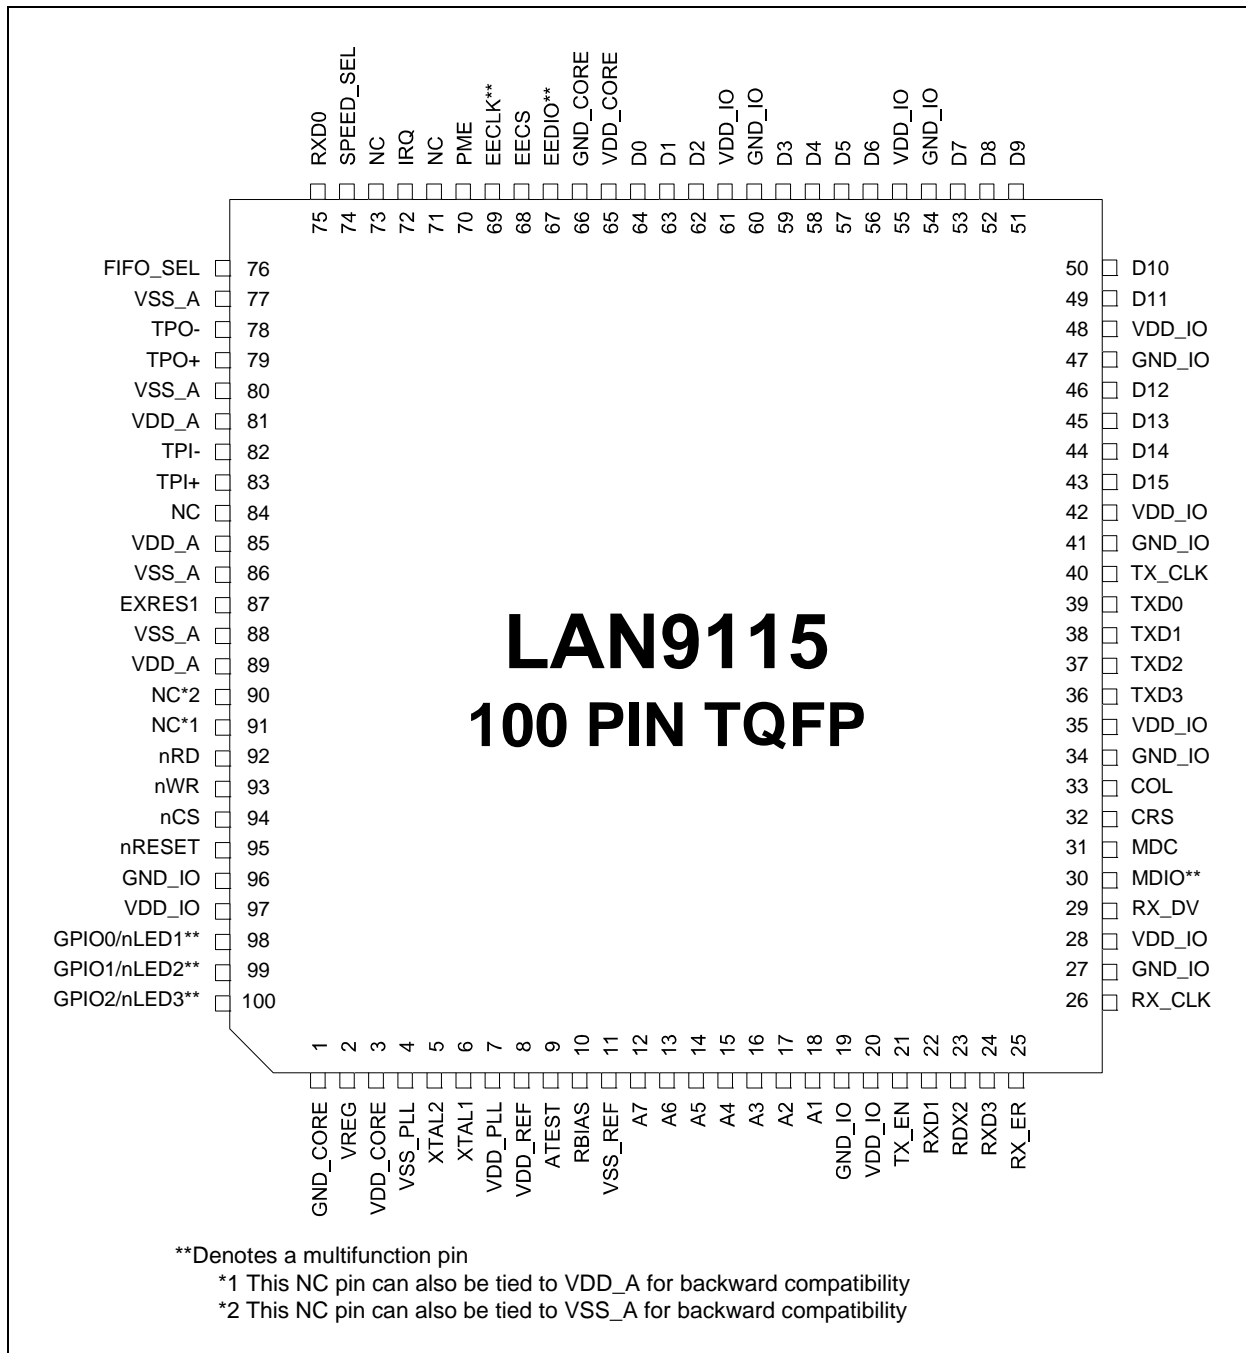 RXD0
SPEED_SEL
NC
IRQ
NC
PME
EECLK**
EECS
EEDIO**
GND_CORE
VDD_CORE
D0
D1
D2
VDD_IO
GND_IO
D3
D4
D5
D6
VDD_IO
GND_IO
D7
D8
D9
75
74
73
72
71
70
69
68
67
66
65
64
63
62
61
60
59
58
57
56
55
54
53
52
51
FIFO_SEL 76
VSS_A 77
TPO- 78
TPO+ 79
VSS_A 80
VDD_A 81
TPI- 82
TPI+ 83
NC 84
VDD_A 85
VSS_A 86
EXRES1 87
VSS_A 88
VDD_A 89
NC*2 90
NC*1 91
nRD 92
nWR 93
nCS 94
nRESET 95
GND_IO 96
VDD_IO 97
GPIO0/nLED1** 98
GPIO1/nLED2** 99
GPIO2/nLED3** 100
LAN9115
100 PIN TQFP
50 D10
49 D11
48 VDD_IO
47 GND_IO
46 D12
45 D13
44 D14
43 D15
42 VDD_IO
41 GND_IO
40 TX_CLK
39 TXD0
38 TXD1
37 TXD2
36 TXD3
35 VDD_IO
34 GND_IO
33 COL
32 CRS
31 MDC
30 MDIO**
29 RX_DV
28 VDD_IO
27 GND_IO
26 RX_CLK
1
2
3
4
5
6
7
8
9
10
11
12
13
14
15
16
17
18
19
20
21
22
23
24
25
GND_CORE
VREG
VDD_CORE
VSS_PLL
XTAL2
XTAL1
VDD_PLL
VDD_REF
ATEST
RBIAS
VSS_REF
A7
A6
A5
A4
A3
A2
A1
GND_IO
VDD_IO
TX_EN
RXD1
RDX2
RXD3
RX_ER
**Denotes a multifunction pin
*1 This NC pin can also be tied to VDD_A for backward compatibility
*2 This NC pin can also be tied to VSS_A for backward compatibility